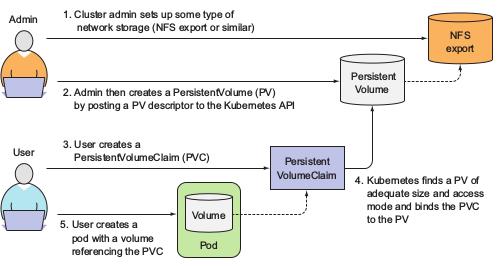 Admin
1. Cluster admin sets up some type of
network storage (NFS export or similar)
NFS
export
2. Admin then creates a PersistentVolume (PV)
by posting a PV descriptor to the Kubernetes API
Persistent
Volume
User
3. User creates a
PersistentVolumeClaim (PVC)
Persistent
VolumeClaim
4. Kubernetes finds a PV of
adequate size and access
mode and binds the PVC
to the PV
5. User creates a
pod with a volume
referencing the PVC
Volume
Pod